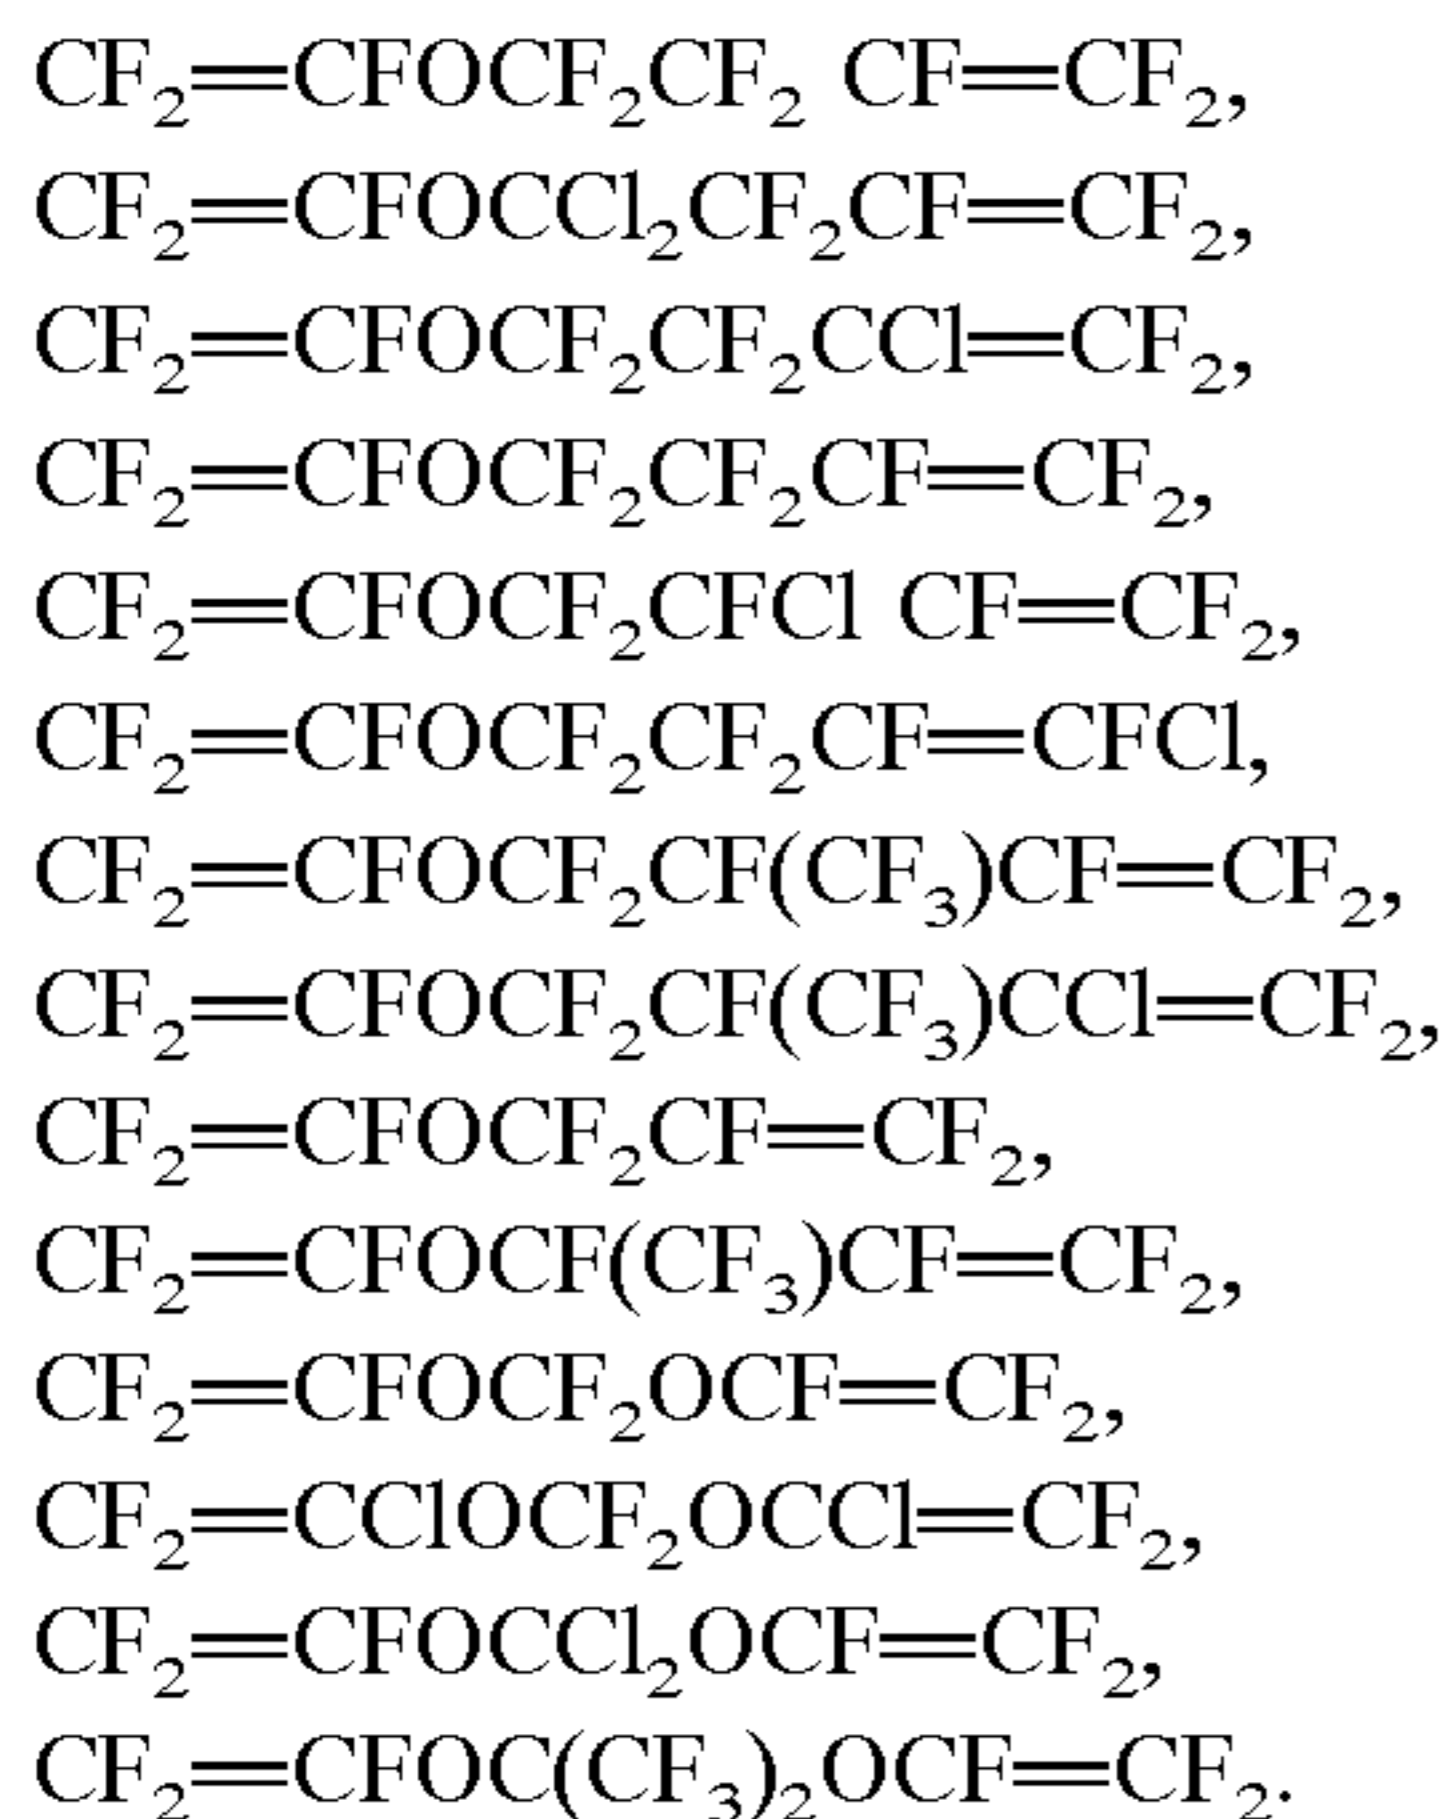 CF₂=CFOCF₂CF₂ CF=CF₂,
CF₂=CFOCCl₂CF₂CF=CF₂,
CF₂=CFOCF₂CF₂CCl=CF₂,
CF₂=CFOCF₂CF₂CF=CF₂,
CF₂=CFOCF₂CFCl CF=CF₂,
CF₂=CFOCF₂CF₂CF=CFCl,
CF₂=CFOCF₂CF(CF₃)CF=CF₂,
CF₂=CFOCF₂CF(CF₃)CCl=CF₂,
CF₂=CFOCF₂CF=CF₂,
CF₂=CFOCF(CF₃)CF=CF₂,
CF₂=CFOCF₂OCF=CF₂,
CF₂=CClOCF₂OCCl=CF₂,
CF₂=CFOCCl₂OCF=CF₂,
CF₂=CFOC(CF₃)₂OCF=CF₂.